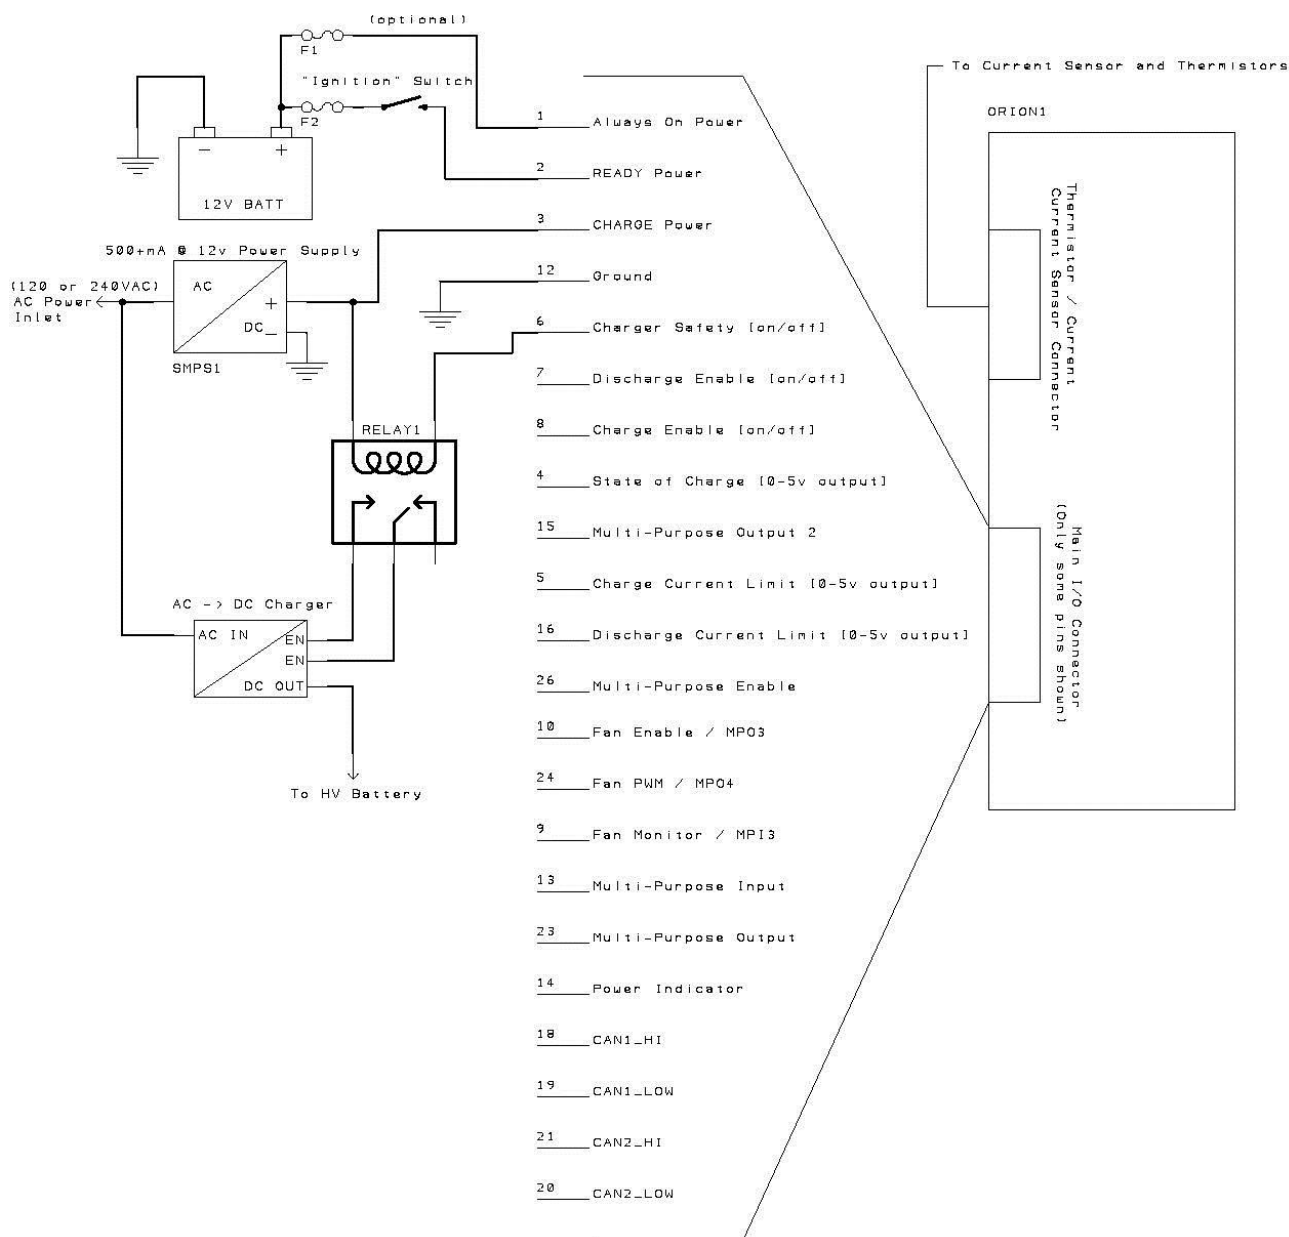 (optional)
F1
"Ignition" Switch
F2
- +
12V BATT
500+mA @ 12v Power Supply
(120 or 240VAC)
AC Power
Inlet
AC
+
DC
-
SMPS1
RELAY1
AC -> DC Charger
AC IN
EN
EN
DC OUT
To HV Battery
1 Always On Power
2 READY Power
3 CHARGE Power
12 Ground
6 Charger Safety [on/off]
7 Discharge Enable [on/off]
8 Charge Enable [on/off]
4 State of Charge [0-5v output]
15 Multi-Purpose Output 2
5 Charge Current Limit [0-5v output]
16 Discharge Current Limit [0-5v output]
26 Multi-Purpose Enable
10 Fan Enable / MPO3
24 Fan PWM / MPO4
9 Fan Monitor / MPI3
13 Multi-Purpose Input
23 Multi-Purpose Output
14 Power Indicator
18 CAN1_HI
19 CAN1_LOW
21 CAN2_HI
20 CAN2_LOW
To Current Sensor and Thermistors
ORION1
Thermistor / Current
Current Sensor Connector
Main I/O Connector
(Only some pins shown)